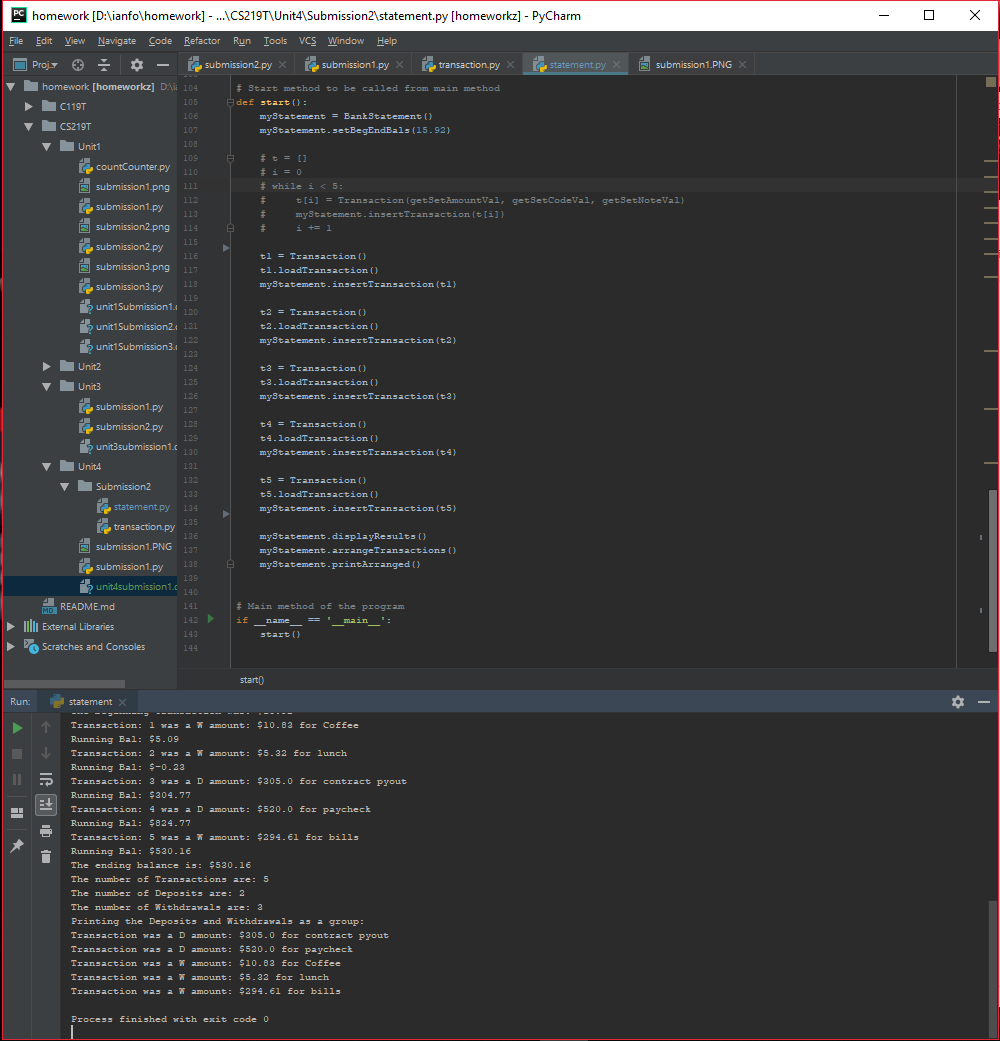 PC homework [D:\ianfo\homework] - ...\CS219T\Unit4\Submission2\statement.py [homeworkz] - PyCharm
File Edit View Navigate Code Refactor Run Tools VCS Window Help
Proj.
submission2.py
submission1.py
transaction.py
statement.py
submission1.PNG
homework [homeworkz]
C119T
CS219T
Unit1
countCounter.py
submission1.png
submission1.py
submission2.png
submission2.py
submission3.png
submission3.py
unit1Submission1.
unit1Submission2.
unit1Submission3.
Unit2
Unit3
submission1.py
submission2.py
unit3submission1.
Unit4
Submission2
statement.py
transaction.py
submission1.PNG
submission1.py
unit4submission1.
MD README.md
External Libraries
Scratches and Consoles
104 # Start method to be called from main method
105 def start():
106 myStatement = BankStatement()
107 myStatement.setBegEndBals(15.92)
108
109 # t = []
110 # i = 0
111 # while i < 5:
112 #     t[i] = Transaction(getSetAmountVal, getSetCodeVal, getSetNoteVal)
113 #     myStatement.insertTransaction(t[i])
114 #     i += 1
115
116 t1 = Transaction()
117 t1.loadTransaction()
118 myStatement.insertTransaction(t1)
119
120 t2 = Transaction()
121 t2.loadTransaction()
122 myStatement.insertTransaction(t2)
123
124 t3 = Transaction()
125 t3.loadTransaction()
126 myStatement.insertTransaction(t3)
127
128 t4 = Transaction()
129 t4.loadTransaction()
130 myStatement.insertTransaction(t4)
131
132 t5 = Transaction()
133 t5.loadTransaction()
134 myStatement.insertTransaction(t5)
135
136 myStatement.displayResults()
137 myStatement.arrangeTransactions()
138 myStatement.printArranged()
139
140
141 # Main method of the program
142 if __name__ == '__main__':
143 start()
144
start()
Run: statement
Transaction: 1 was a W amount: $10.83 for Coffee
Running Bal: $5.09
Transaction: 2 was a W amount: $5.32 for lunch
Running Bal: $-0.23
Transaction: 3 was a D amount: $305.0 for contract pyout
Running Bal: $304.77
Transaction: 4 was a D amount: $520.0 for paycheck
Running Bal: $824.77
Transaction: 5 was a W amount: $294.61 for bills
Running Bal: $530.16
The ending balance is: $530.16
The number of Transactions are: 5
The number of Deposits are: 2
The number of Withdrawals are: 3
Printing the Deposits and Withdrawals as a group:
Transaction was a D amount: $305.0 for contract pyout
Transaction was a D amount: $520.0 for paycheck
Transaction was a W amount: $10.83 for Coffee
Transaction was a W amount: $5.32 for lunch
Transaction was a W amount: $294.61 for bills
Process finished with exit code 0